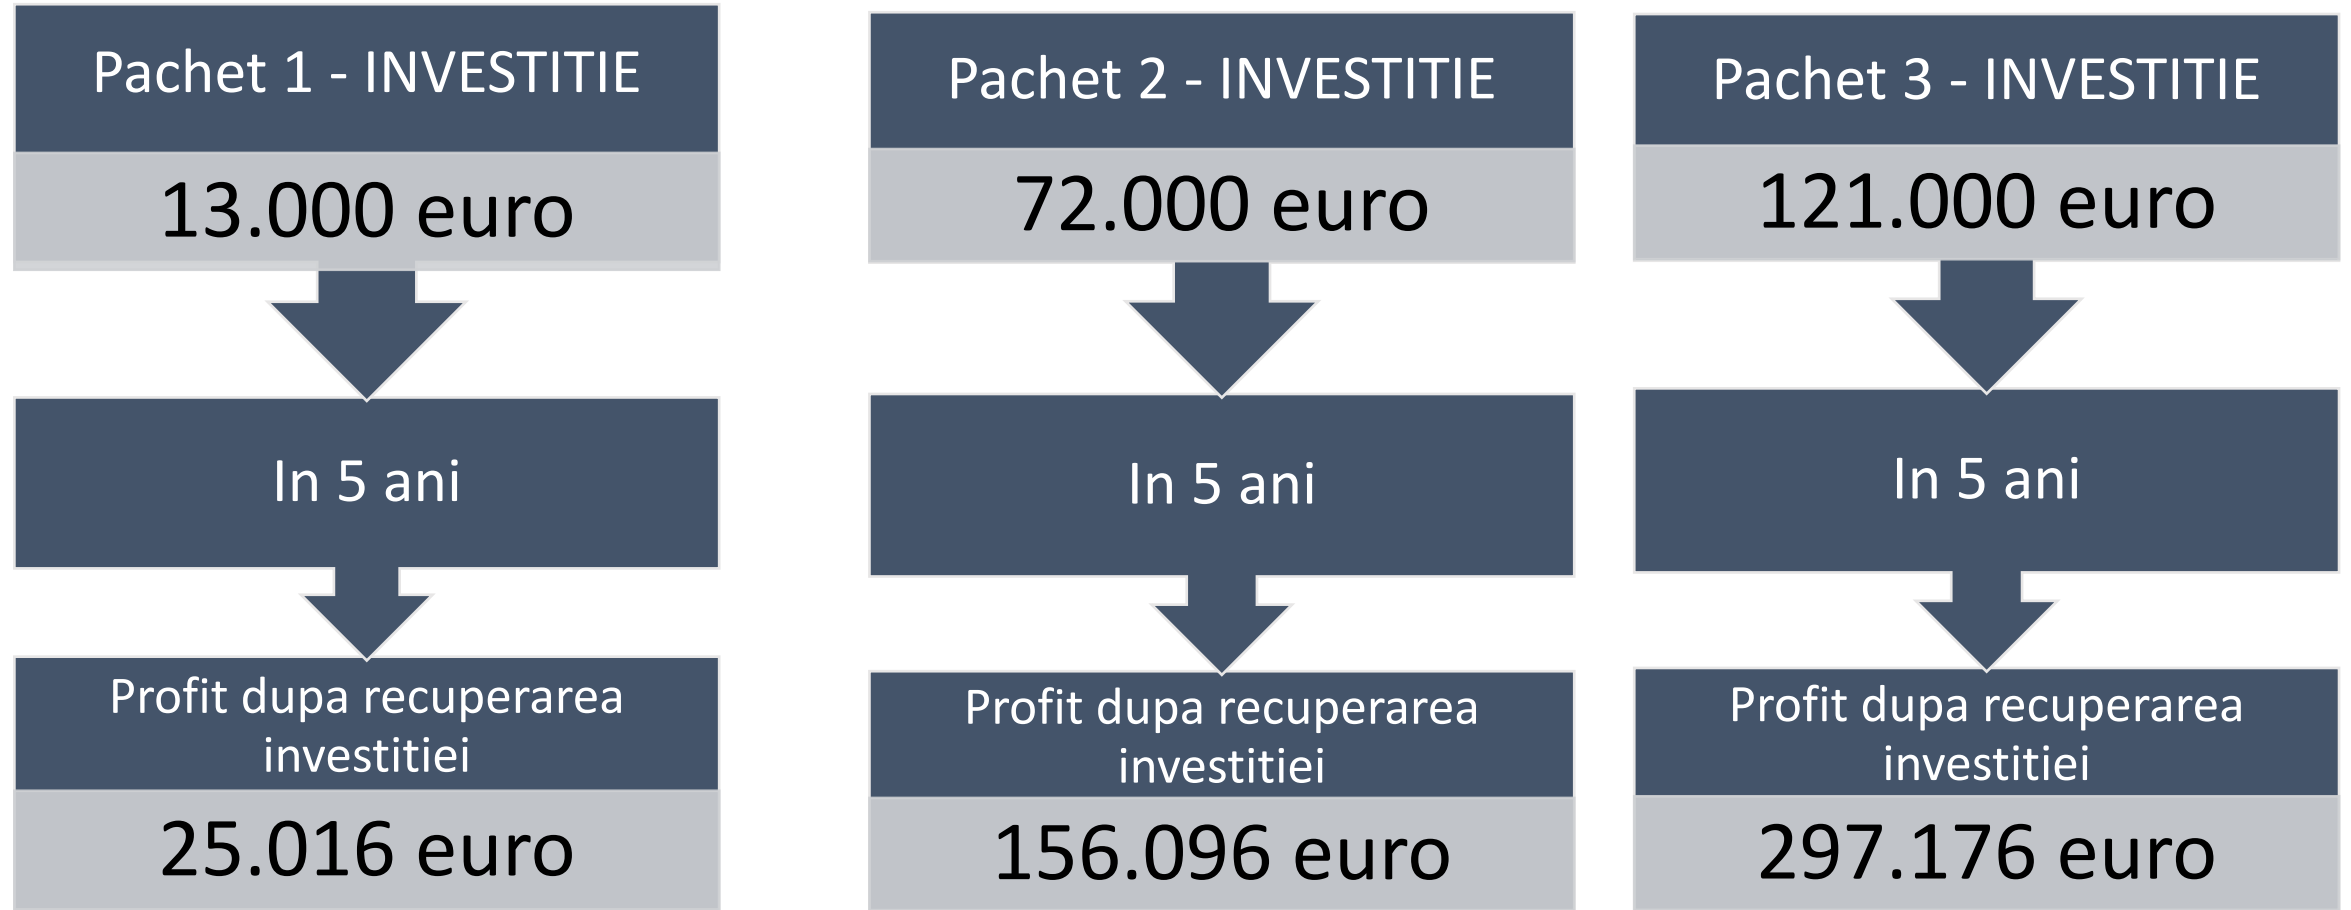 Pachet 1 - INVESTITIE
13.000 euro
In 5 ani
Profit dupa recuperarea
investitiei
25.016 euro
Pachet 2 - INVESTITIE
72.000 euro
In 5 ani
Profit dupa recuperarea
investitiei
156.096 euro
Pachet 3 - INVESTITIE
121.000 euro
In 5 ani
Profit dupa recuperarea
investitiei
297.176 euro